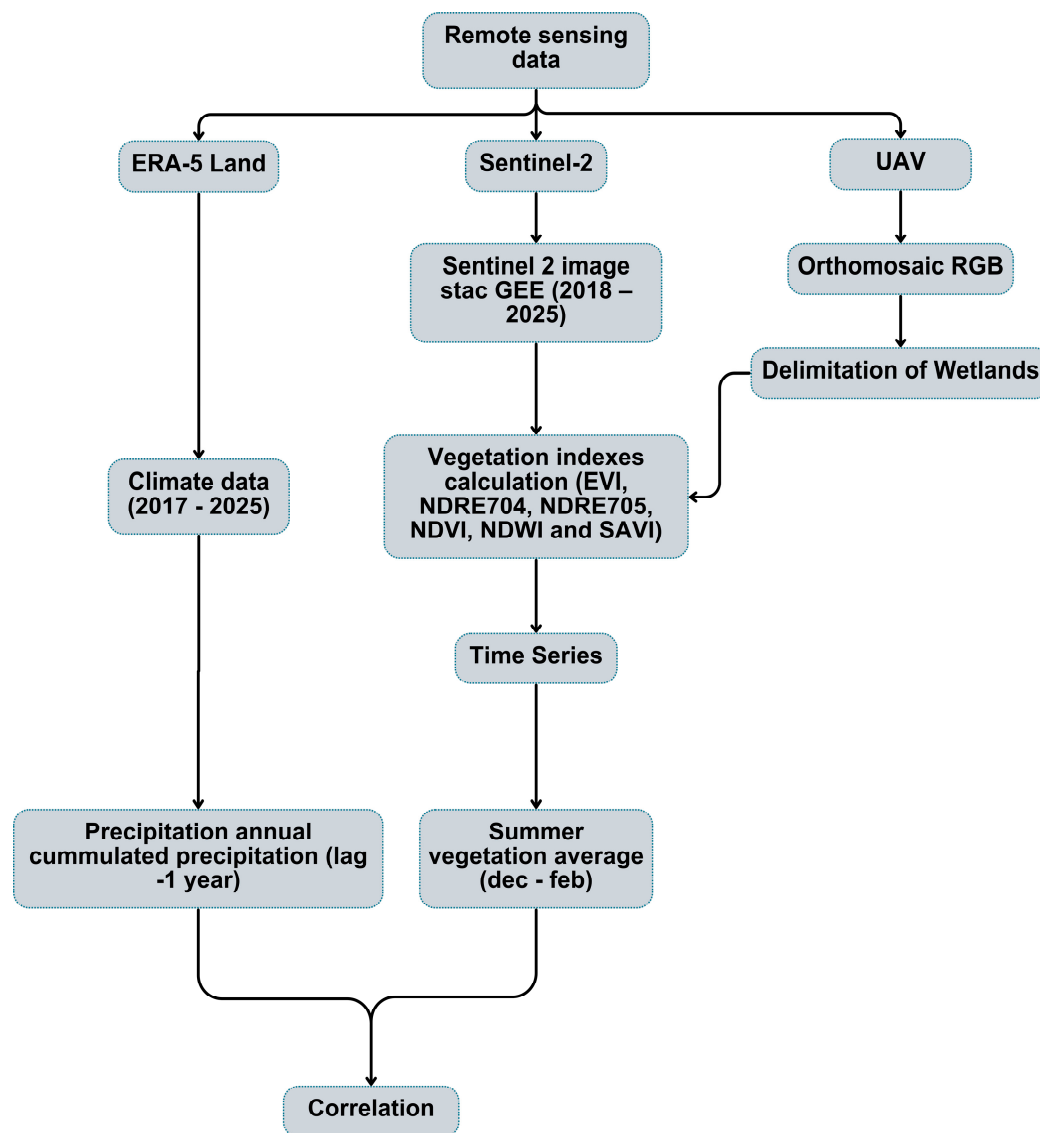 Remote sensing
data
ERA-5 Land
Sentinel-2
UAV
Sentinel 2 image
stac GEE (2018 –
2025)
Orthomosaic RGB
Delimitation of Wetlands
Vegetation indexes
calculation (EVI,
NDRE704, NDRE705,
NDVI, NDWI and SAVI)
Climate data
(2017 - 2025)
Time Series
Precipitation annual
cummulated precipitation (lag
-1 year)
Summer
vegetation average
(dec - feb)
Correlation